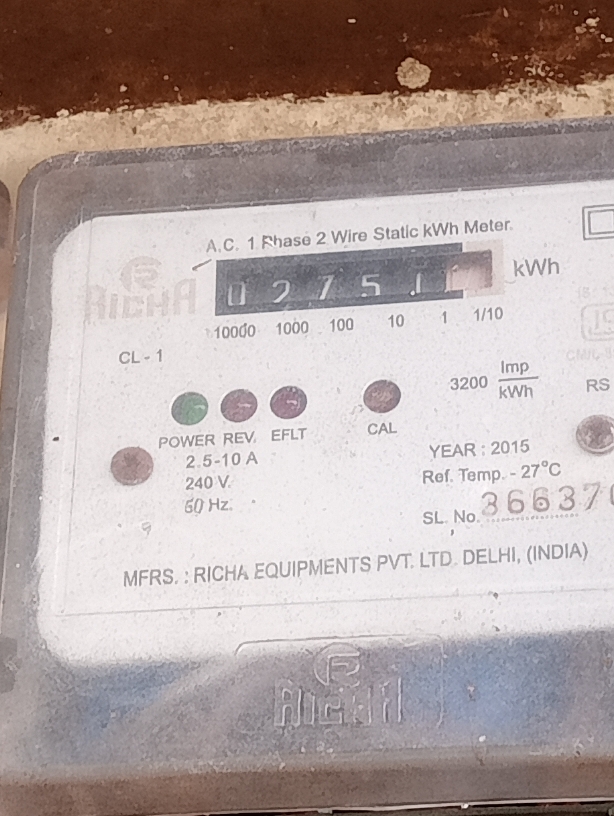 A.C. 1 Phase 2 Wire Static kWh Meter.
0 2 7 5 1 kWh
10000 1000 100 10 1 1/10
RICHA
CL - 1
3200 Imp/kWh
RS
POWER REV. EFLT CAL
2.5-10 A
240 V.
50 Hz.
YEAR : 2015
Ref. Temp. - 27°C
SL. No. 36637
MFRS. : RICHA EQUIPMENTS PVT. LTD. DELHI, (INDIA)
RICHA